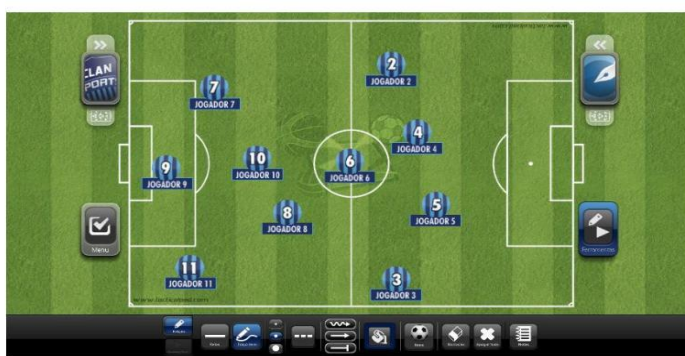 CLAN
PORT
2
JOGADOR 2
7
JOGADOR 7
4
JOGADOR 4
10
JOGADOR 10
6
JOGADOR 6
9
JOGADOR 9
5
JOGADOR 5
8
JOGADOR 8
Menu
Ferramentas
11
JOGADOR 11
3
JOGADOR 3